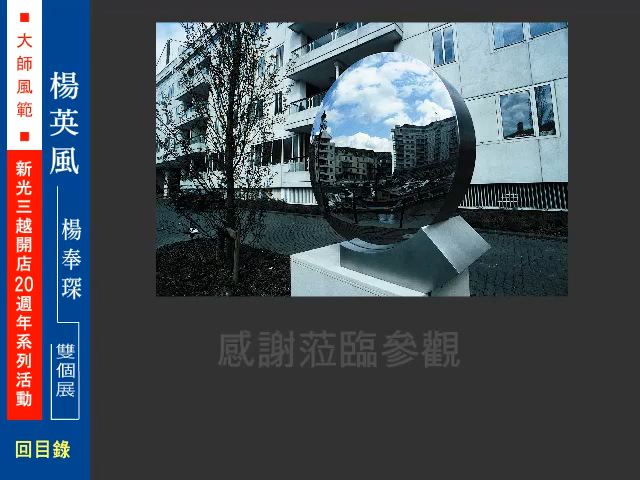 ■大師風範■
新光三越開店20週年系列活動
楊英風
楊奉琛
雙個展
回目錄
感謝蒞臨參觀